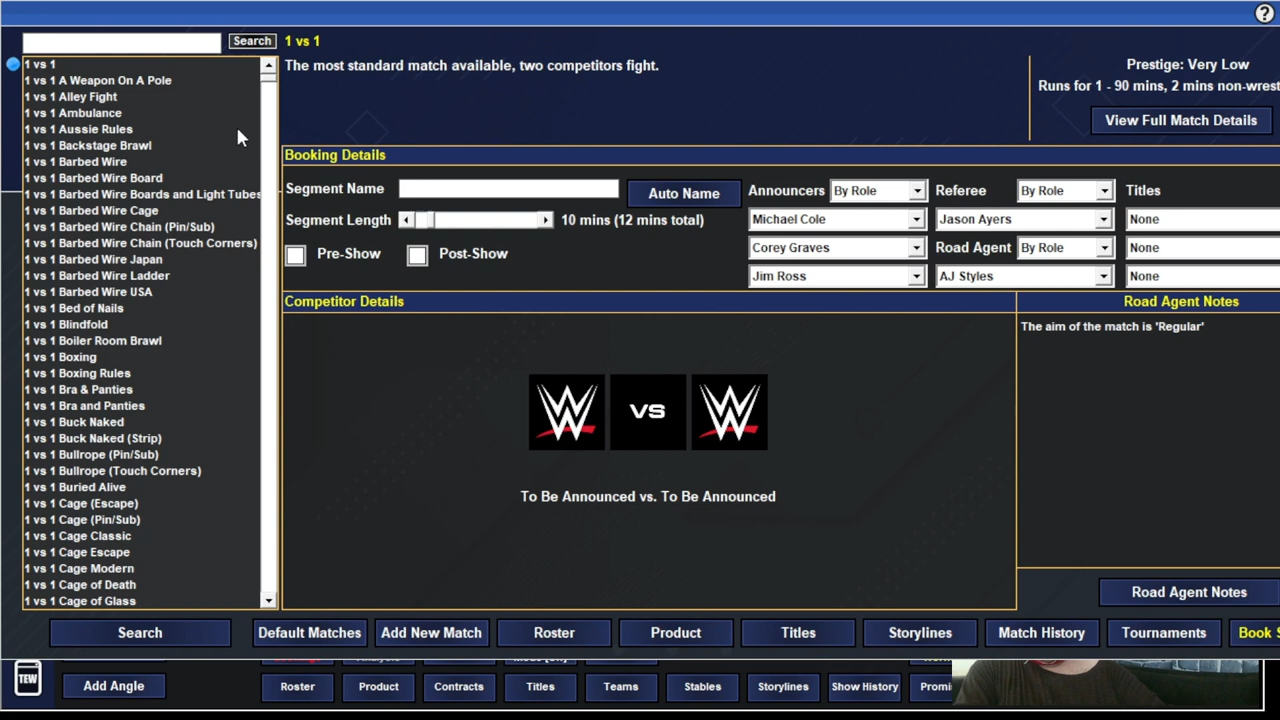 ?
Search
1 vs 1
1 vs 1
1 vs 1 A Weapon On A Pole
1 vs 1 Alley Fight
1 vs 1 Ambulance
1 vs 1 Aussie Rules
1 vs 1 Backstage Brawl
1 vs 1 Barbed Wire
1 vs 1 Barbed Wire Board
1 vs 1 Barbed Wire Boards and Light Tubes
1 vs 1 Barbed Wire Cage
1 vs 1 Barbed Wire Chain (Pin/Sub)
1 vs 1 Barbed Wire Chain (Touch Corners)
1 vs 1 Barbed Wire Japan
1 vs 1 Barbed Wire Ladder
1 vs 1 Barbed Wire USA
1 vs 1 Bed of Nails
1 vs 1 Blindfold
1 vs 1 Boiler Room Brawl
1 vs 1 Boxing
1 vs 1 Boxing Rules
1 vs 1 Bra & Panties
1 vs 1 Bra and Panties
1 vs 1 Buck Naked
1 vs 1 Buck Naked (Strip)
1 vs 1 Bullrope (Pin/Sub)
1 vs 1 Bullrope (Touch Corners)
1 vs 1 Buried Alive
1 vs 1 Cage (Escape)
1 vs 1 Cage (Pin/Sub)
1 vs 1 Cage Classic
1 vs 1 Cage Escape
1 vs 1 Cage Modern
1 vs 1 Cage of Death
1 vs 1 Cage of Glass
The most standard match available, two competitors fight.
Prestige: Very Low
Runs for 1 - 90 mins, 2 mins non-wrest
View Full Match Details
Booking Details
Segment Name
Auto Name
Segment Length 10 mins (12 mins total)
Pre-Show Post-Show
Announcers By Role Referee By Role Titles
Michael Cole Jason Ayers None
Corey Graves Road Agent By Role None
Jim Ross AJ Styles None
Competitor Details
VS
To Be Announced vs. To Be Announced
Road Agent Notes
The aim of the match is 'Regular'
Road Agent Notes
Search Default Matches Add New Match Roster Product Titles Storylines Match History Tournaments Book
TEW Add Angle Roster Product Contracts Titles Teams Stables Storylines Show History